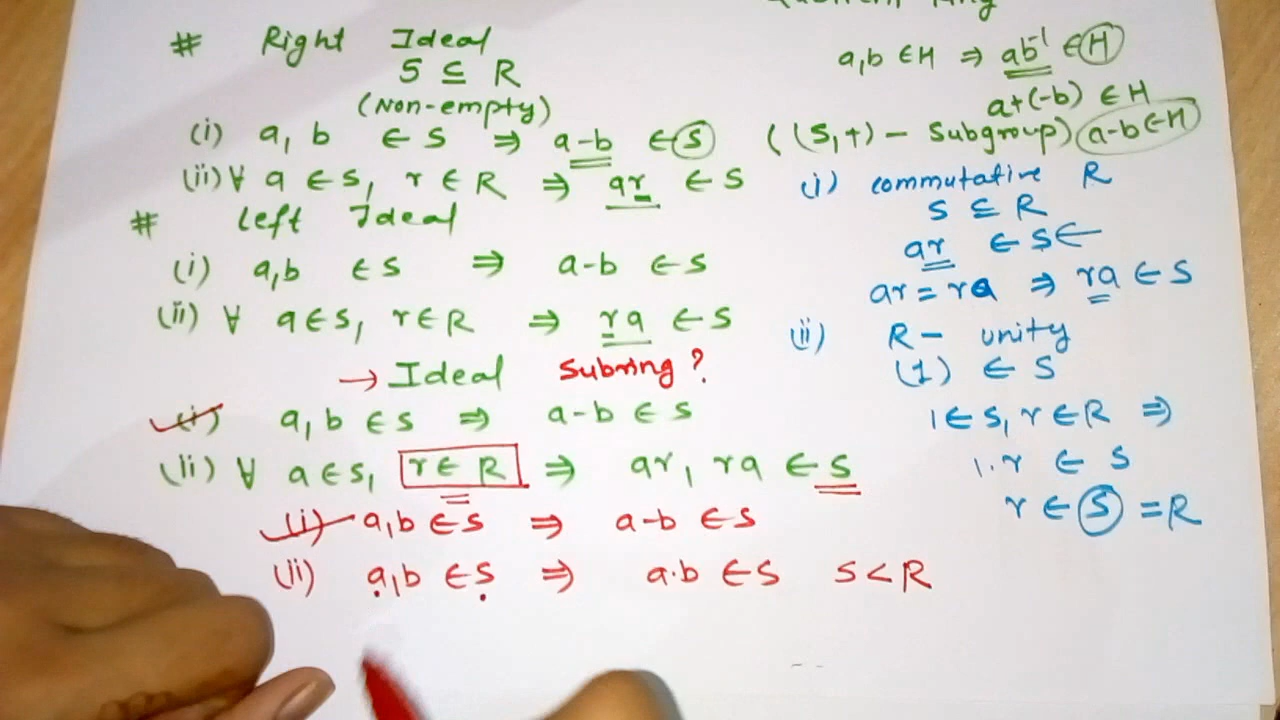 Ring
# Right Ideal
S ⊆ R
(Non-empty)
(i) a, b ∈ S ⇒ a-b ∈ S
(ii) ∀ a ∈ S, r ∈ R ⇒ ar ∈ S
# Left Ideal
(i) a,b ∈ S ⇒ a-b ∈ S
(ii) ∀ a ∈ S, r ∈ R ⇒ ra ∈ S
→ Ideal Subring ?
(i) a, b ∈ S ⇒ a-b ∈ S
(ii) ∀ a ∈ S, r ∈ R ⇒ ar, ra ∈ S
(i) a,b ∈ S ⇒ a-b ∈ S
(ii) a,b ∈ S ⇒ a·b ∈ S S < R
a,b ∈ H ⇒ ab⁻¹ ∈ H
a+(-b) ∈ H
((S,+) - Subgroup) a-b ∈ H
(i) commutative R
S ⊆ R
ar ∈ S ←
ar = ra ⇒ ra ∈ S
(ii) R - unity
(1) ∈ S
1 ∈ S, r ∈ R ⇒
1·r ∈ S
r ∈ S = R